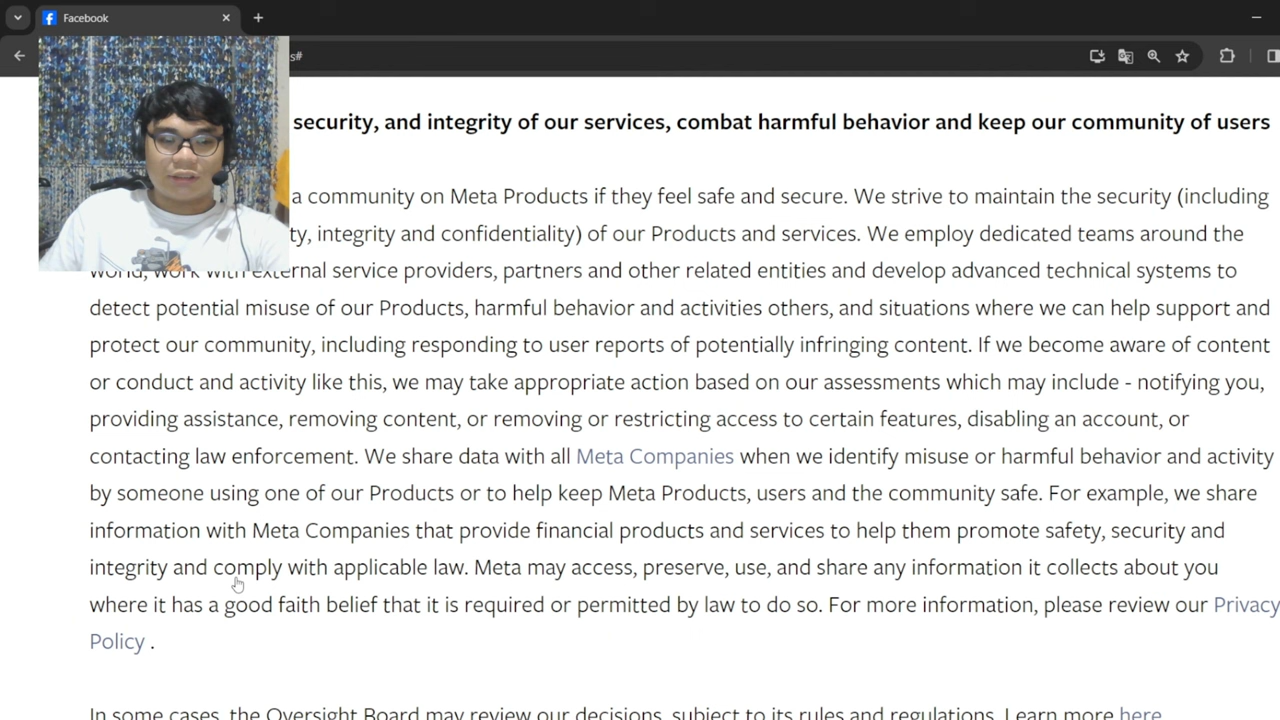 Facebook
s#
security, and integrity of our services, combat harmful behavior and keep our community of users
a community on Meta Products if they feel safe and secure. We strive to maintain the security (including
ty, integrity and confidentiality) of our Products and services. We employ dedicated teams around the
world, work with external service providers, partners and other related entities and develop advanced technical systems to
detect potential misuse of our Products, harmful behavior and activities others, and situations where we can help support and
protect our community, including responding to user reports of potentially infringing content. If we become aware of content
or conduct and activity like this, we may take appropriate action based on our assessments which may include - notifying you,
providing assistance, removing content, or removing or restricting access to certain features, disabling an account, or
contacting law enforcement. We share data with all Meta Companies when we identify misuse or harmful behavior and activity
by someone using one of our Products or to help keep Meta Products, users and the community safe. For example, we share
information with Meta Companies that provide financial products and services to help them promote safety, security and
integrity and comply with applicable law. Meta may access, preserve, use, and share any information it collects about you
where it has a good faith belief that it is required or permitted by law to do so. For more information, please review our Privacy
Policy .
In some cases, the Oversight Board may review our decisions, subject to its rules and regulations. Learn more here